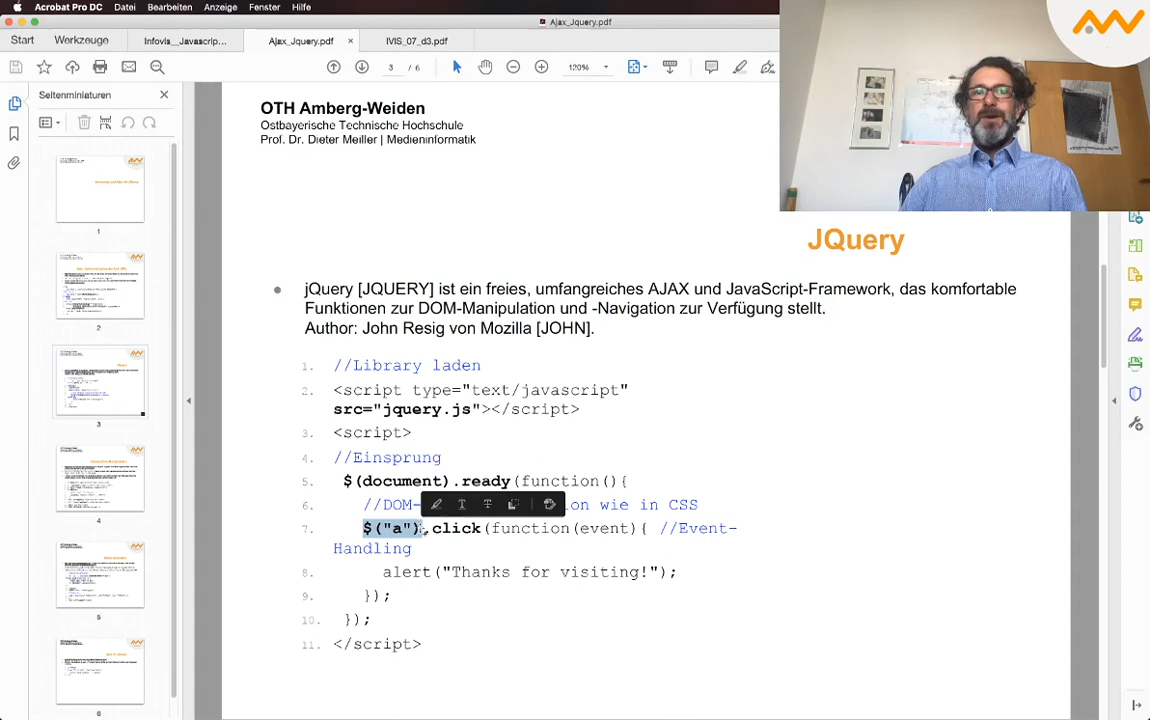 Acrobat Pro DC Datei Bearbeiten Anzeige Fenster Hilfe
Ajax_Jquery.pdf
Start Werkzeuge Infovis__Javascrip... Ajax_Jquery.pdf × IVIS_07_d3.pdf
3 / 6 120%
Seitenminiaturen
1
2
3
4
5
6
OTH Amberg-Weiden
Ostbayerische Technische Hochschule
Prof. Dr. Dieter Meiller | Medieninformatik
JQuery
jQuery [JQUERY] ist ein freies, umfangreiches AJAX und JavaScript-Framework, das komfortable
Funktionen zur DOM-Manipulation und -Navigation zur Verfügung stellt.
Author: John Resig von Mozilla [JOHN].
1. //Library laden
2. <script type="text/javascript"
src="jquery.js"></script>
3. <script>
4. //Einsprung
5. $(document).ready(function(){
6. //DOM- on wie in CSS
7. $("a").click(function(event){ //Event-
Handling
8. alert("Thanks for visiting!");
9. });
10. });
11. </script>